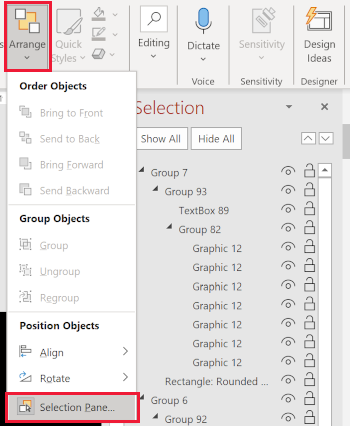 Arrange
Quick
Styles
Editing
Dictate
Sensitivity
Design
Ideas
Voice
Sensitivity
Designer
Order Objects
Bring to Front
Send to Back
Bring Forward
Send Backward
Group Objects
Group
Ungroup
Regroup
Position Objects
Align
Rotate
Selection Pane...
Selection
Show All
Hide All
Group 7
Group 93
TextBox 89
Group 82
Graphic 12
Graphic 12
Graphic 12
Graphic 12
Graphic 12
Graphic 12
Graphic 12
Rectangle: Rounded ...
Group 6
Group 92